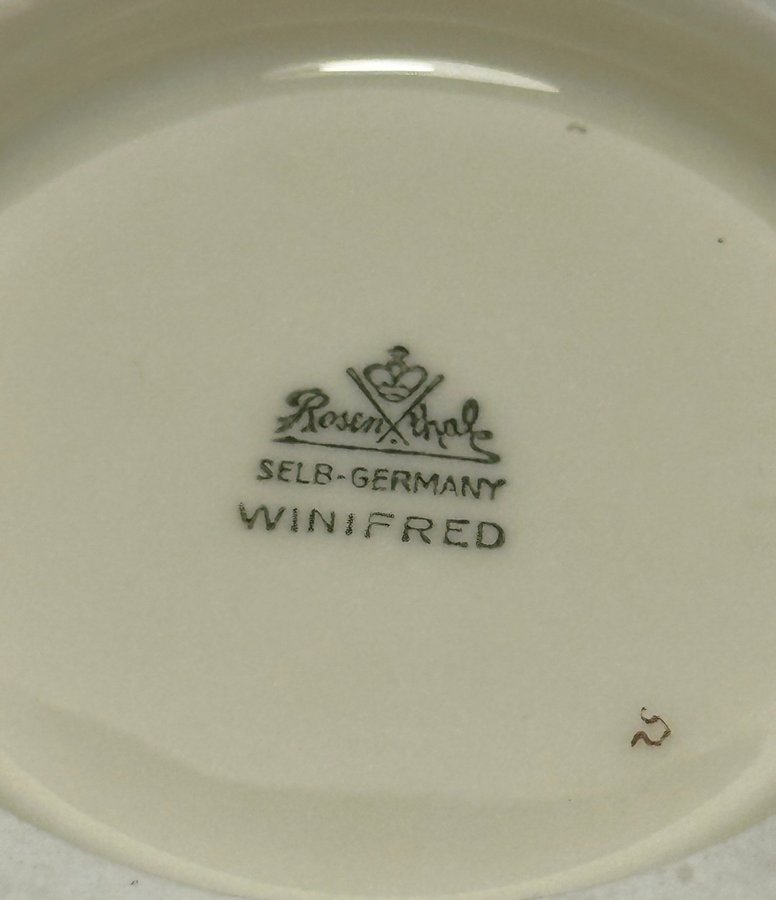 Rosenthal
SELB-GERMANY
WINIFRED